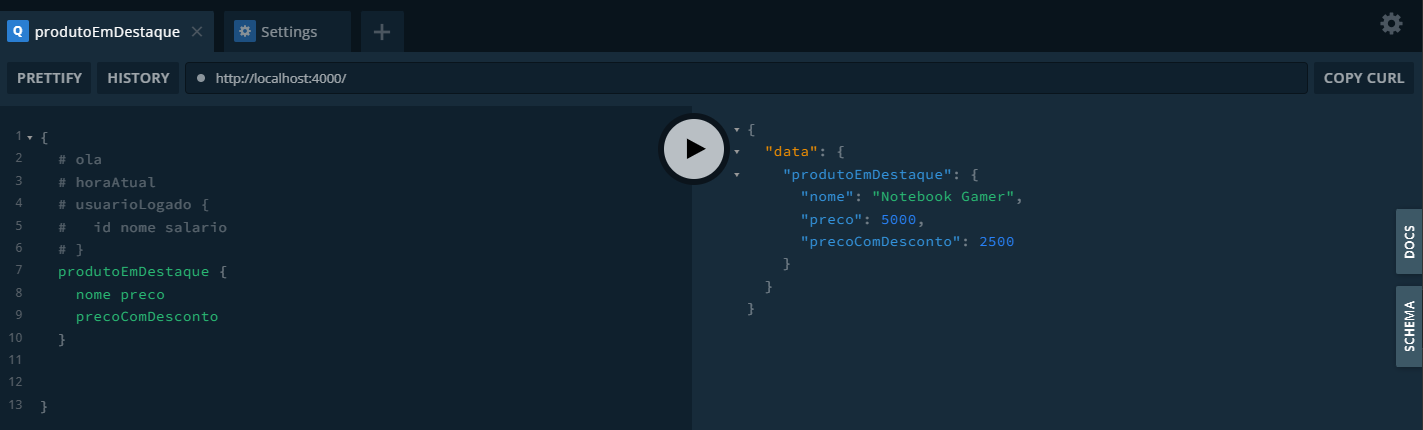 Q produtoEmDestaque ×
Settings
+
PRETTIFY
HISTORY
http://localhost:4000/
COPY CURL
1 {
2 # ola
3 # horaAtual
4 # usuarioLogado {
5 #   id nome salario
6 # }
7 produtoEmDestaque {
8 nome preco
9 precoComDesconto
10 }
11
12
13 }
{
"data": {
"produtoEmDestaque": {
"nome": "Notebook Gamer",
"preco": 5000,
"precoComDesconto": 2500
}
}
}
DOCS
SCHEMA